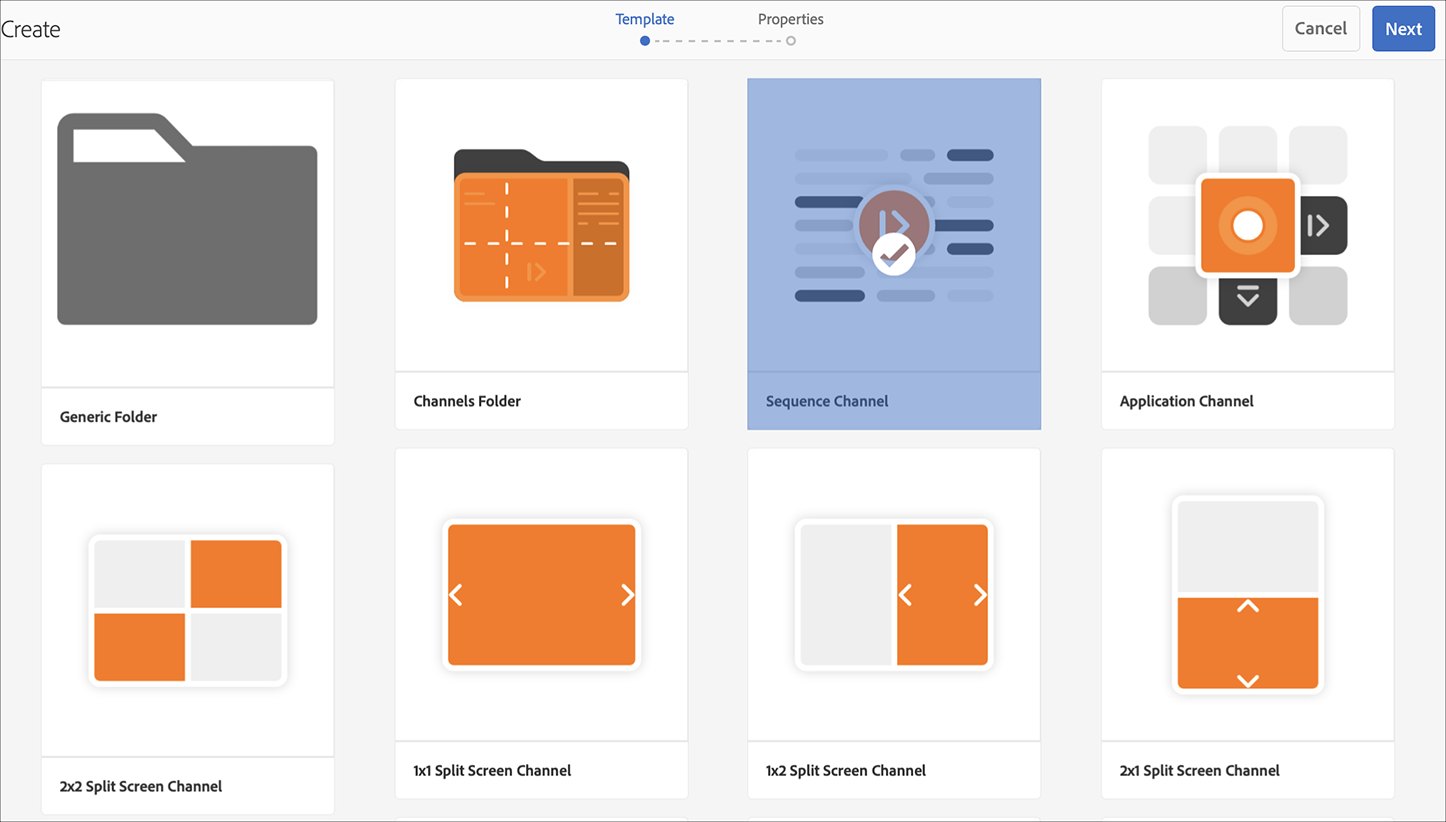 Create
Template
Properties
Cancel
Next
Generic Folder
Channels Folder
Sequence Channel
Application Channel
2x2 Split Screen Channel
1x1 Split Screen Channel
1x2 Split Screen Channel
2x1 Split Screen Channel